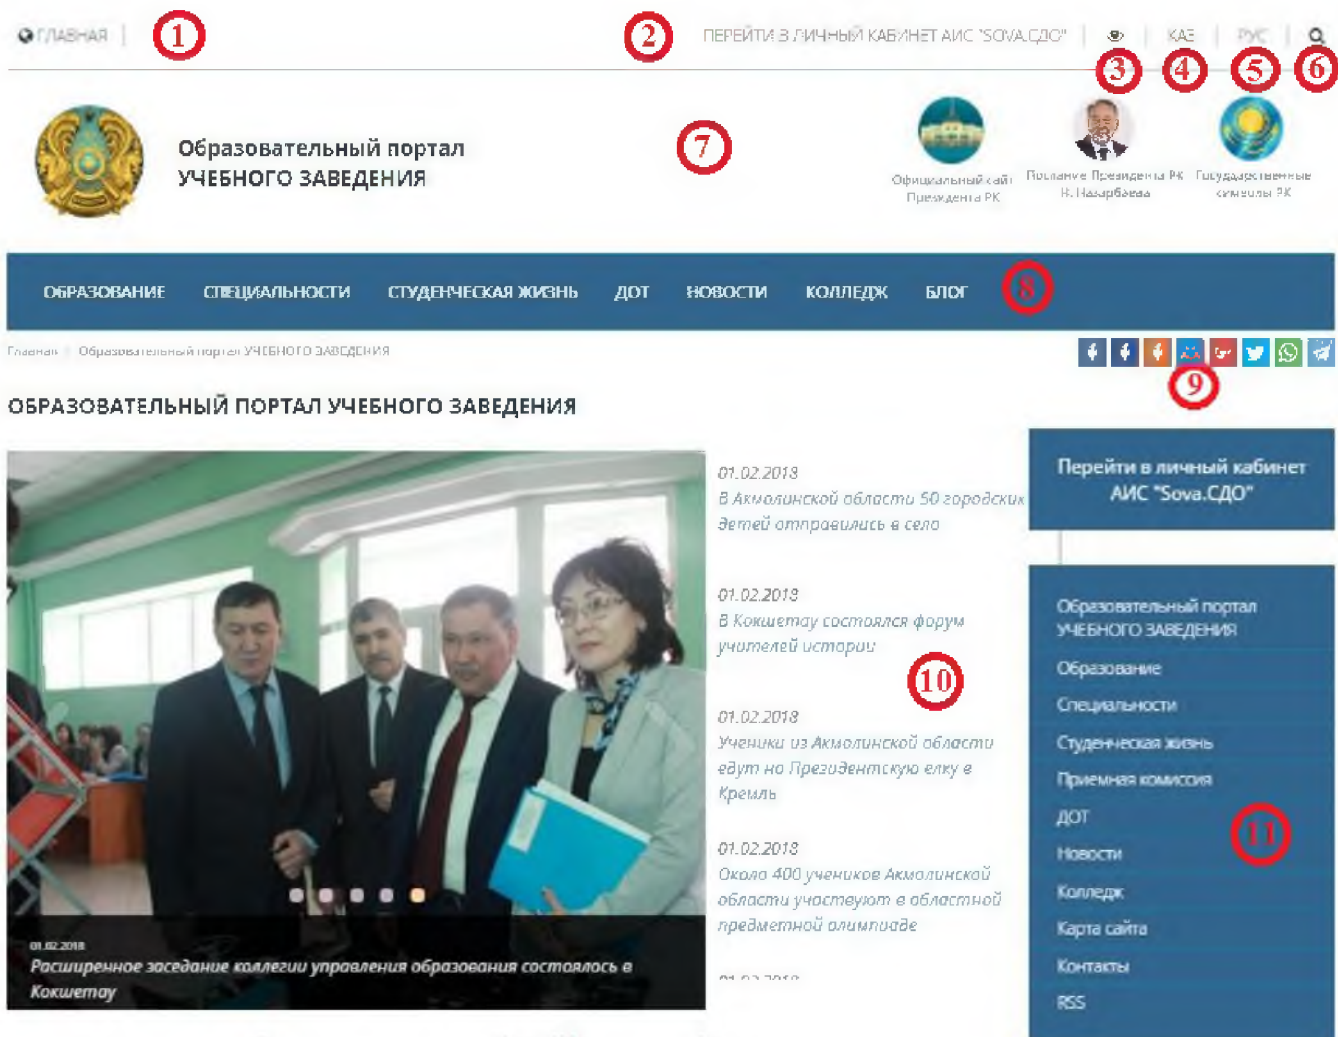 ГЛАВНАЯ
1
2
ПЕРЕЙТИ В ЛИЧНЫЙ КАБИНЕТ АИС "SOVA.СДО"
КАЗ
РУС
3
4
5
6
Образовательный портал
УЧЕБНОГО ЗАВЕДЕНИЯ
7
Официальный сайт
Президента РК
Послание Президента РК
Н. Назарбаева
Государственные
символы РК
ОБРАЗОВАНИЕ СПЕЦИАЛЬНОСТИ СТУДЕНЧЕСКАЯ ЖИЗНЬ ДОТ НОВОСТИ КОЛЛЕДЖ БЛОГ
8
Главная Образовательный портал УЧЕБНОГО ЗАВЕДЕНИЯ
9
ОБРАЗОВАТЕЛЬНЫЙ ПОРТАЛ УЧЕБНОГО ЗАВЕДЕНИЯ
01.02.2018
Расширенное заседание коллегии управления образования состоялось в
Кокшетау
01.02.2018
В Акмолинской области 50 городских
детей отправились в село
01.02.2018
В Кокшетау состоялся форум
учителей истории
10
01.02.2018
Ученики из Акмолинской области
едут на Президентскую елку в
Кремль
01.02.2018
Около 400 учеников Акмолинской
области участвуют в областной
предметной олимпиаде
01.02.2018
Перейти в личный кабинет
АИС "Sova.СДО"
Образовательный портал
УЧЕБНОГО ЗАВЕДЕНИЯ
Образование
Специальности
Студенческая жизнь
Приемная комиссия
ДОТ
11
Новости
Колледж
Карта сайта
Контакты
RSS